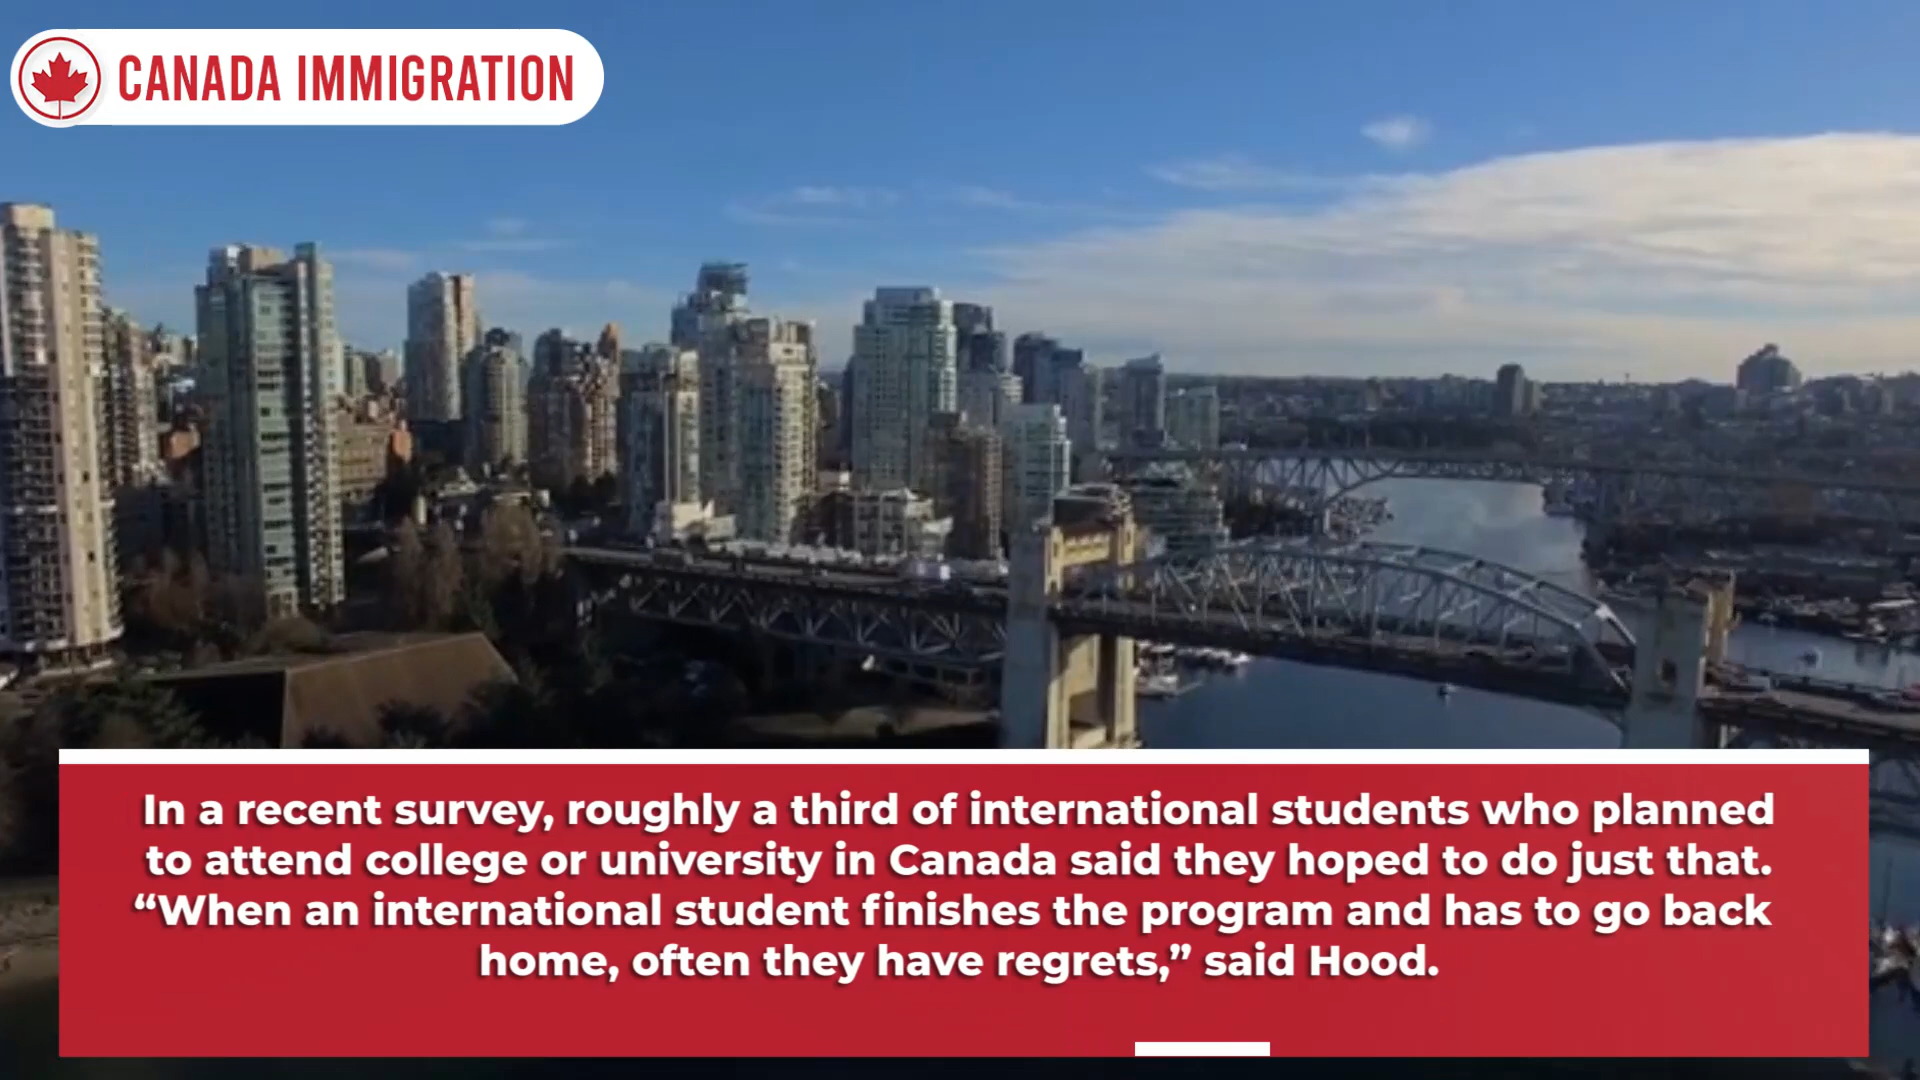 CANADA IMMIGRATION
In a recent survey, roughly a third of international students who planned
to attend college or university in Canada said they hoped to do just that.
“When an international student finishes the program and has to go back
home, often they have regrets,” said Hood.